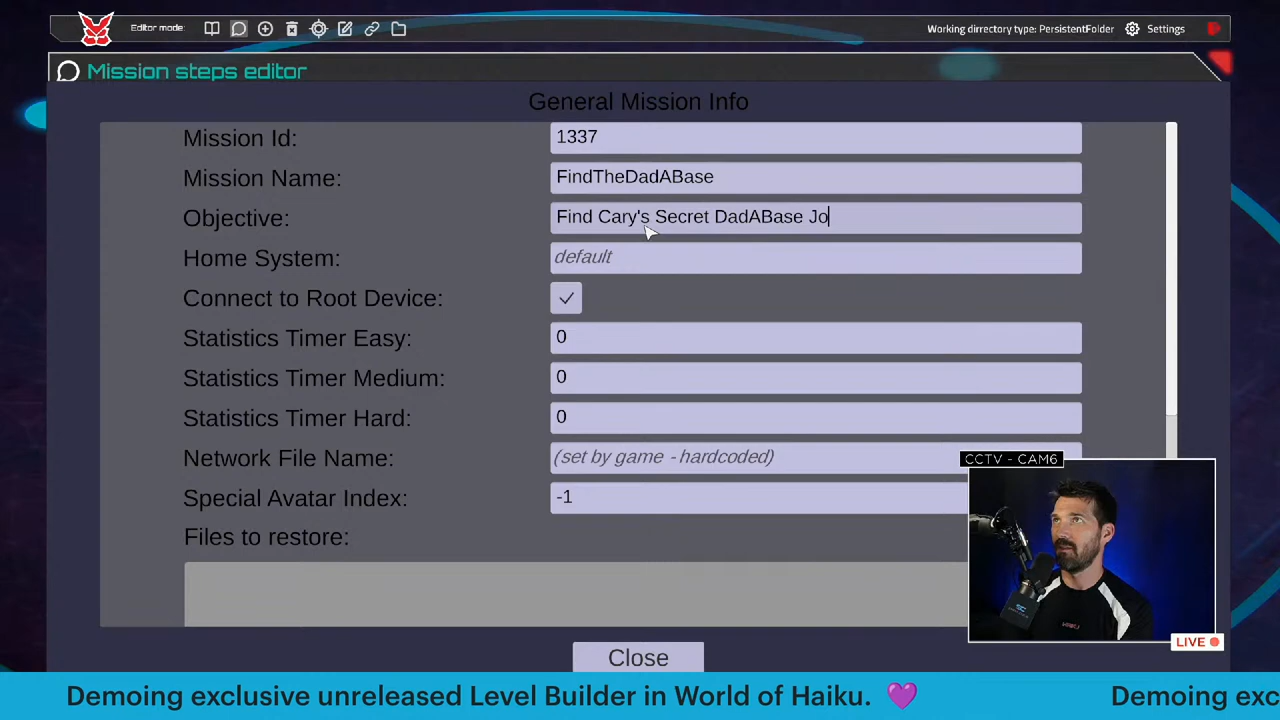 Editor mode:
Working dirrectory type: PersistentFolder
Settings
Mission steps editor
General Mission Info
Mission Id: 1337
Mission Name: FindTheDadABase
Objective: Find Cary's Secret DadABase Jo
Home System: default
Connect to Root Device:
Statistics Timer Easy: 0
Statistics Timer Medium: 0
Statistics Timer Hard: 0
Network File Name: (set by game - hardcoded)
CCTV - CAM6
Special Avatar Index: -1
Files to restore:
LIVE
Close
Demoing exclusive unreleased Level Builder in World of Haiku. 💜 Demoing exc